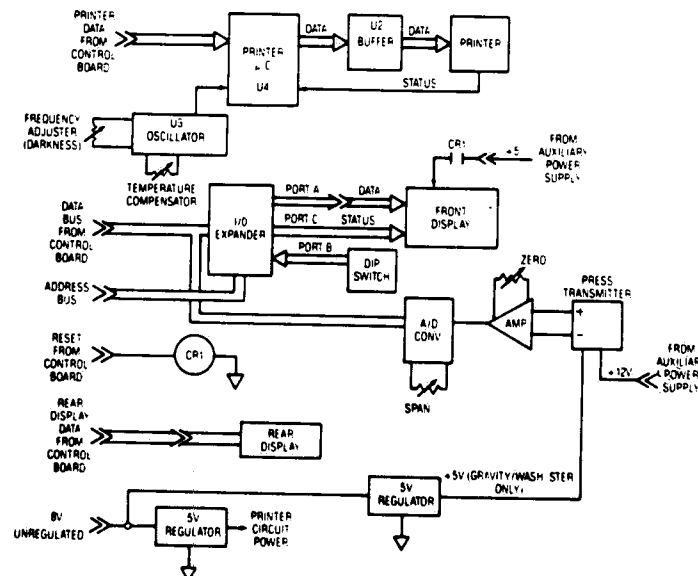 PRINTER
DATA
FROM
CONTROL
BOARD
PRINTER
µC
U4
DATA
U2
BUFFER
DATA
PRINTER
STATUS
FREQUENCY
ADJUSTER
(DARKNESS)
U3
OSCILLATOR
TEMPERATURE
COMPENSATOR
CR1
+5
FROM
AUXILIARY
POWER
SUPPLY
DATA
BUS
FROM
CONTROL
BOARD
I/O
EXPANDER
PORT A
DATA
PORT C
STATUS
FRONT
DISPLAY
PORT B
DIP
SWITCH
ADDRESS
BUS
ZERO
PRESS
TRANSMITTER
A/D
CONV
AMP
+
−
SPAN
+12V
FROM
AUXILIARY
POWER
SUPPLY
RESET
FROM
CONTROL
BOARD
CR1
REAR
DISPLAY
DATA
FROM
CONTROL
BOARD
REAR
DISPLAY
+5V (GRAVITY/WASH STER
ONLY)
5V
REGULATOR
8V
UNREGULATED
5V
REGULATOR
PRINTER
CIRCUIT
POWER